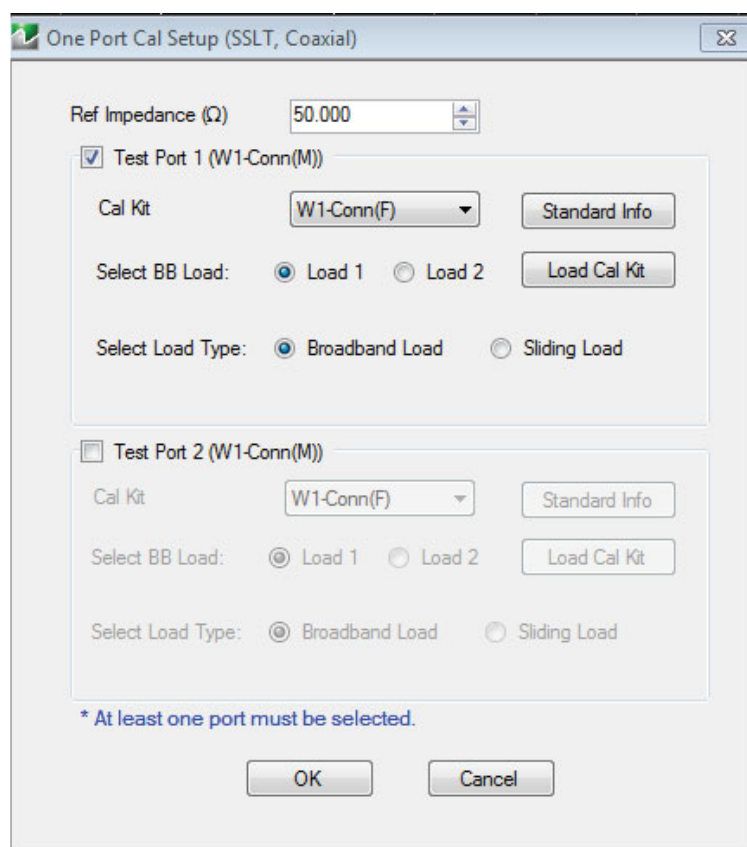 One Port Cal Setup (SSLT, Coaxial)
Ref Impedance (Ω) 50.000
Test Port 1 (W1-Conn(M))
Cal Kit W1-Conn(F) Standard Info
Select BB Load: Load 1 Load 2 Load Cal Kit
Select Load Type: Broadband Load Sliding Load
Test Port 2 (W1-Conn(M))
Cal Kit W1-Conn(F) Standard Info
Select BB Load: Load 1 Load 2 Load Cal Kit
Select Load Type: Broadband Load Sliding Load
* At least one port must be selected.
OK Cancel